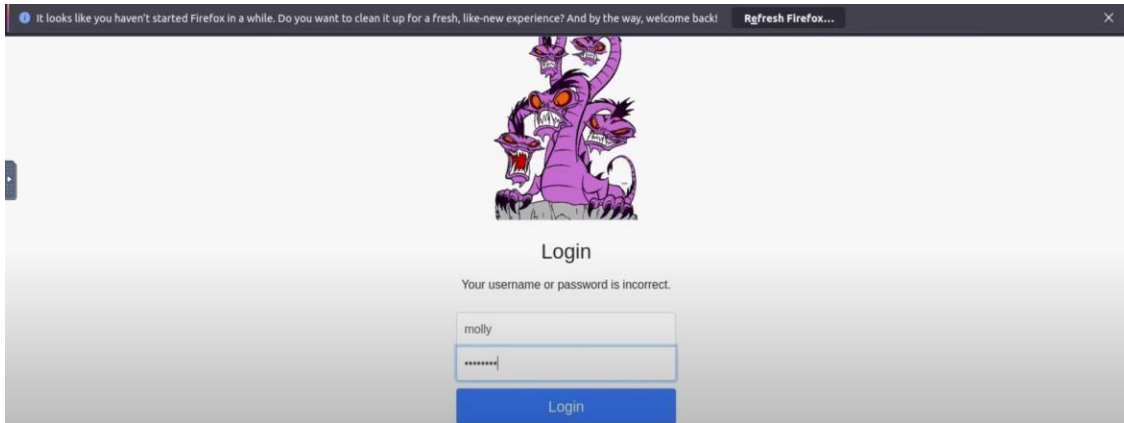 It looks like you haven't started Firefox in a while. Do you want to clean it up for a fresh, like-new experience? And by the way, welcome back! Refresh Firefox...
Login
Your username or password is incorrect.
molly
••••••••
Login